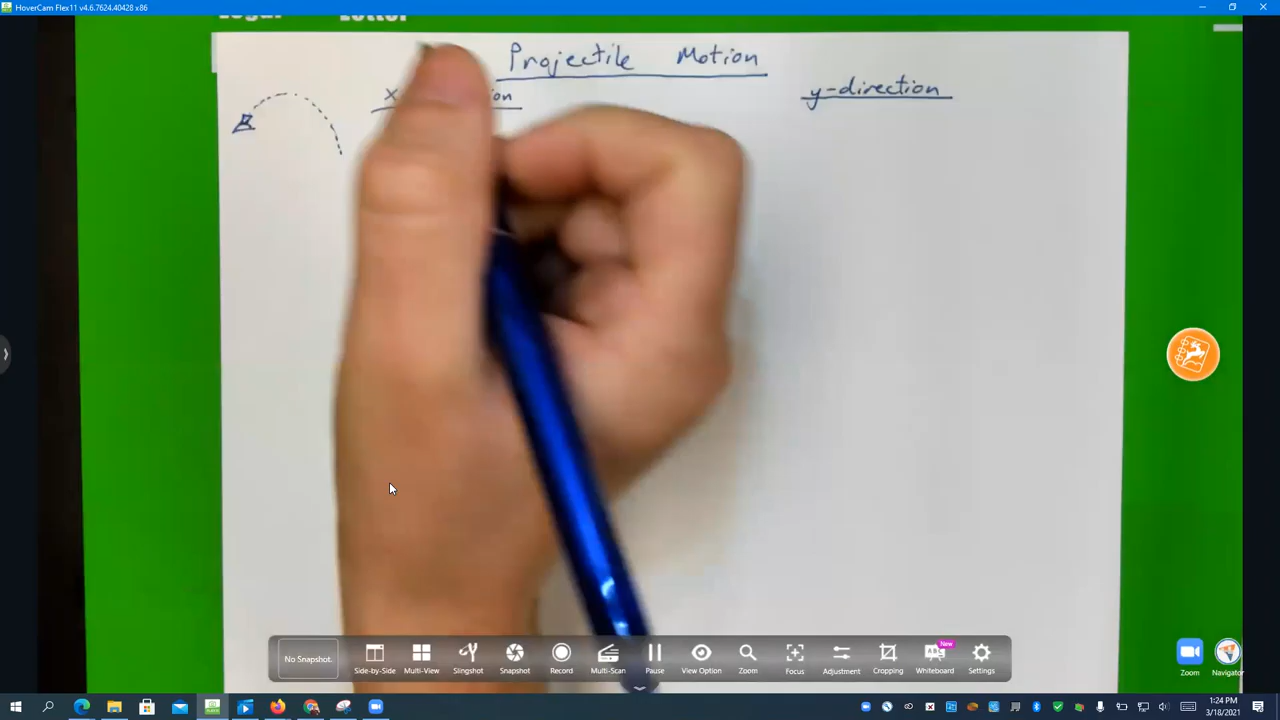 HoverCam Flex11 v4.6.7624.40428 x86
Legal Letter
Projectile Motion
y-direction
No Snapshot.
Side-by-Side Multi-View Slingshot Snapshot Record Multi-Scan Pause View Option Zoom Focus Adjustment Cropping Whiteboard Settings
New
Zoom Navigator
1:24 PM
3/18/2021